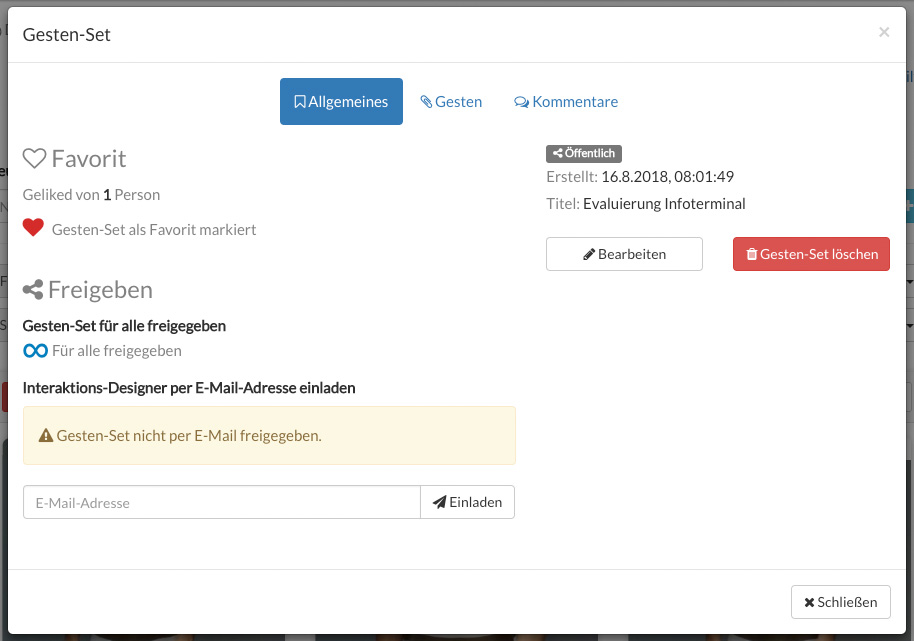 Gesten-Set
×
Allgemeines
Gesten
Kommentare
Favorit
Geliked von 1 Person
Gesten-Set als Favorit markiert
Freigeben
Gesten-Set für alle freigegeben
Für alle freigegeben
Interaktions-Designer per E-Mail-Adresse einladen
Gesten-Set nicht per E-Mail freigegeben.
E-Mail-Adresse
Einladen
Öffentlich
Erstellt: 16.8.2018, 08:01:49
Titel: Evaluierung Infoterminal
Bearbeiten
Gesten-Set löschen
Schließen